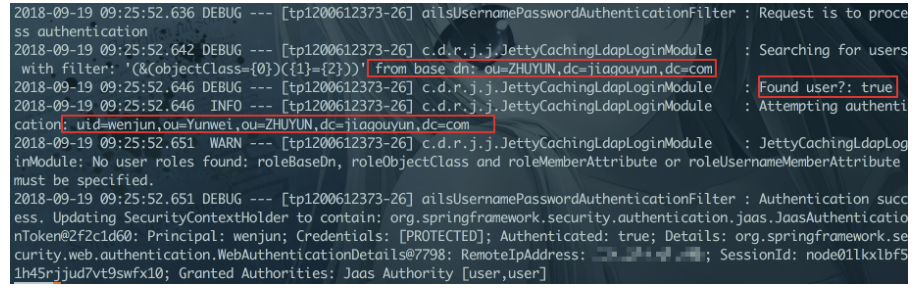 2018-09-19 09:25:52.636 DEBUG --- [tp1200612373-26] ailsUsernamePasswordAuthenticationFilter : Request is to proce
ss authentication
2018-09-19 09:25:52.642 DEBUG --- [tp1200612373-26] c.d.r.j.j.JettyCachingLdapLoginModule    : Searching for users
 with filter: '(&(objectClass={0})({1}={2}))' from base dn: ou=ZHUYUN,dc=jiagouyun,dc=com
2018-09-19 09:25:52.646 DEBUG --- [tp1200612373-26] c.d.r.j.j.JettyCachingLdapLoginModule    : Found user?: true
2018-09-19 09:25:52.646  INFO --- [tp1200612373-26] c.d.r.j.j.JettyCachingLdapLoginModule    : Attempting authenti
cation: uid=wenjun,ou=Yunwei,ou=ZHUYUN,dc=jiagouyun,dc=com
2018-09-19 09:25:52.651  WARN --- [tp1200612373-26] c.d.r.j.j.JettyCachingLdapLoginModule    : JettyCachingLdapLog
inModule: No user roles found: roleBaseDn, roleObjectClass and roleMemberAttribute or roleUsernameMemberAttribute
must be specified.
2018-09-19 09:25:52.651 DEBUG --- [tp1200612373-26] ailsUsernamePasswordAuthenticationFilter : Authentication succ
ess. Updating SecurityContextHolder to contain: org.springframework.security.authentication.jaas.JaasAuthenticatio
nToken@2f2c1d60: Principal: wenjun; Credentials: [PROTECTED]; Authenticated: true; Details: org.springframework.se
curity.web.authentication.WebAuthenticationDetails@7798: RemoteIpAddress: ; SessionId: node01lkxlbf5
1h45rjjud7vt9swfx10; Granted Authorities: Jaas Authority [user,user]